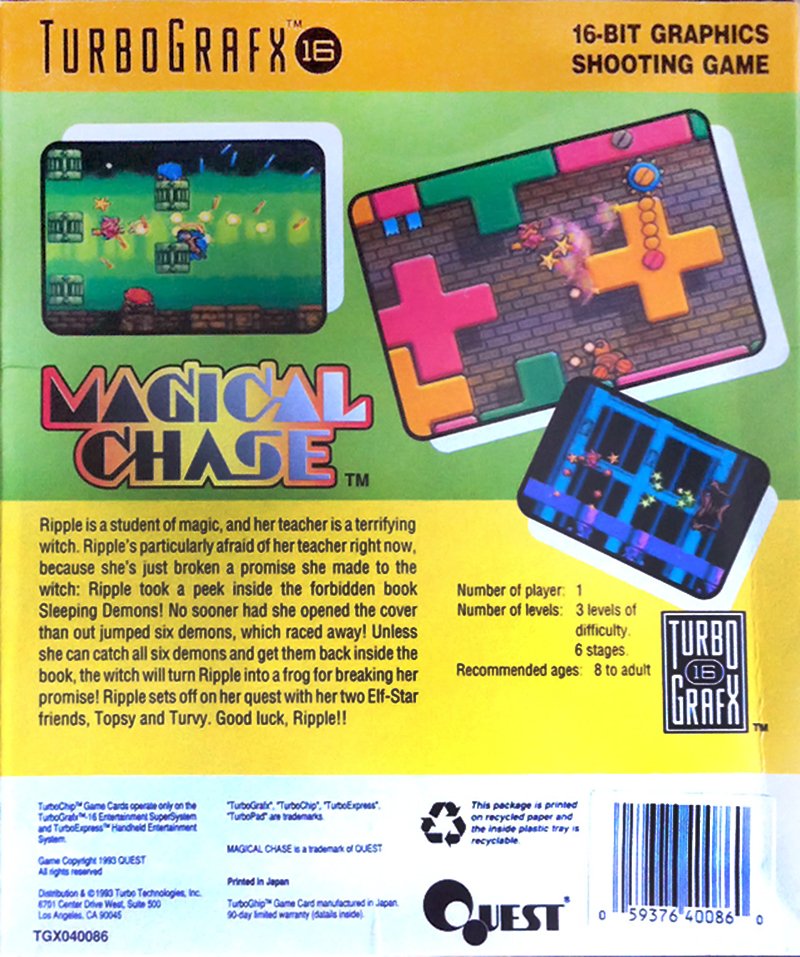 TURBOGRAFX™ 16
16-BIT GRAPHICS
SHOOTING GAME
MAGICAL
CHASE ™
Ripple is a student of magic, and her teacher is a terrifying
witch. Ripple's particularly afraid of her teacher right now,
because she's just broken a promise she made to the
witch: Ripple took a peek inside the forbidden book
Sleeping Demons! No sooner had she opened the cover
than out jumped six demons, which raced away! Unless
she can catch all six demons and get them back inside the
book, the witch will turn Ripple into a frog for breaking her
promise! Ripple sets off on her quest with her two Elf-Star
friends, Topsy and Turvy. Good luck, Ripple!!
Number of player: 1
Number of levels: 3 levels of
difficulty.
6 stages.
Recommended ages: 8 to adult
TURBO
16
GRAFX ™
TurboChip™ Game Cards operate only on the
TurboGrafx™-16 Entertainment SuperSystem
and TurboExpress™ Handheld Entertainment
System.
Game Copyright 1993 QUEST
All rights reserved
Distribution & © 1993 Turbo Technologies, Inc.
6701 Center Drive West, Suite 500
Los Angeles, CA 90045
TGX040086
"TurboGrafx", "TurboChip", "TurboExpress",
"TurboPad" are trademarks.
MAGICAL CHASE is a trademark of QUEST
Printed in Japan
TurboChip™ Game Card manufactured in Japan.
90-day limited warranty (datails inside).
This package is printed
on recycled paper and
the inside plastic tray is
recyclable.
QUEST®
0 59376 40086 0